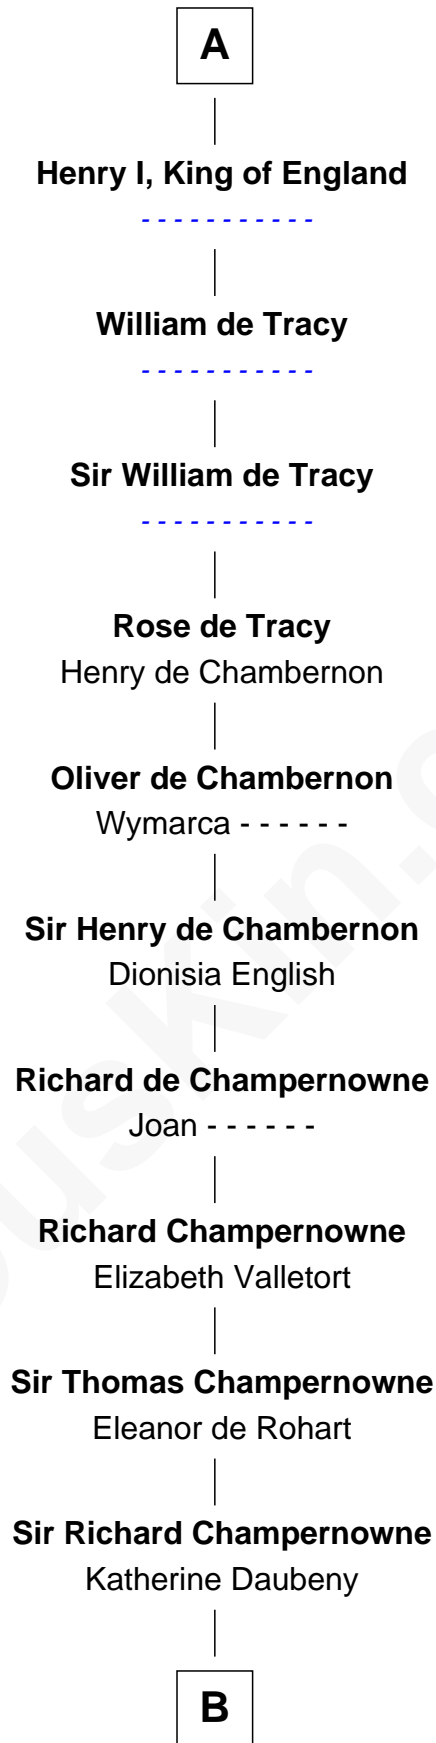 A
Henry I, King of England
- - - - - - - - - - -
William de Tracy
- - - - - - - - - - -
Sir William de Tracy
- - - - - - - - - - -
Rose de Tracy
Henry de Chambernon
Oliver de Chambernon
Wymarca - - - - - -
Sir Henry de Chambernon
Dionisia English
Richard de Champernowne
Joan - - - - - -
Richard Champernowne
Elizabeth Valletort
Sir Thomas Champernowne
Eleanor de Rohart
Sir Richard Champernowne
Katherine Daubeny
B